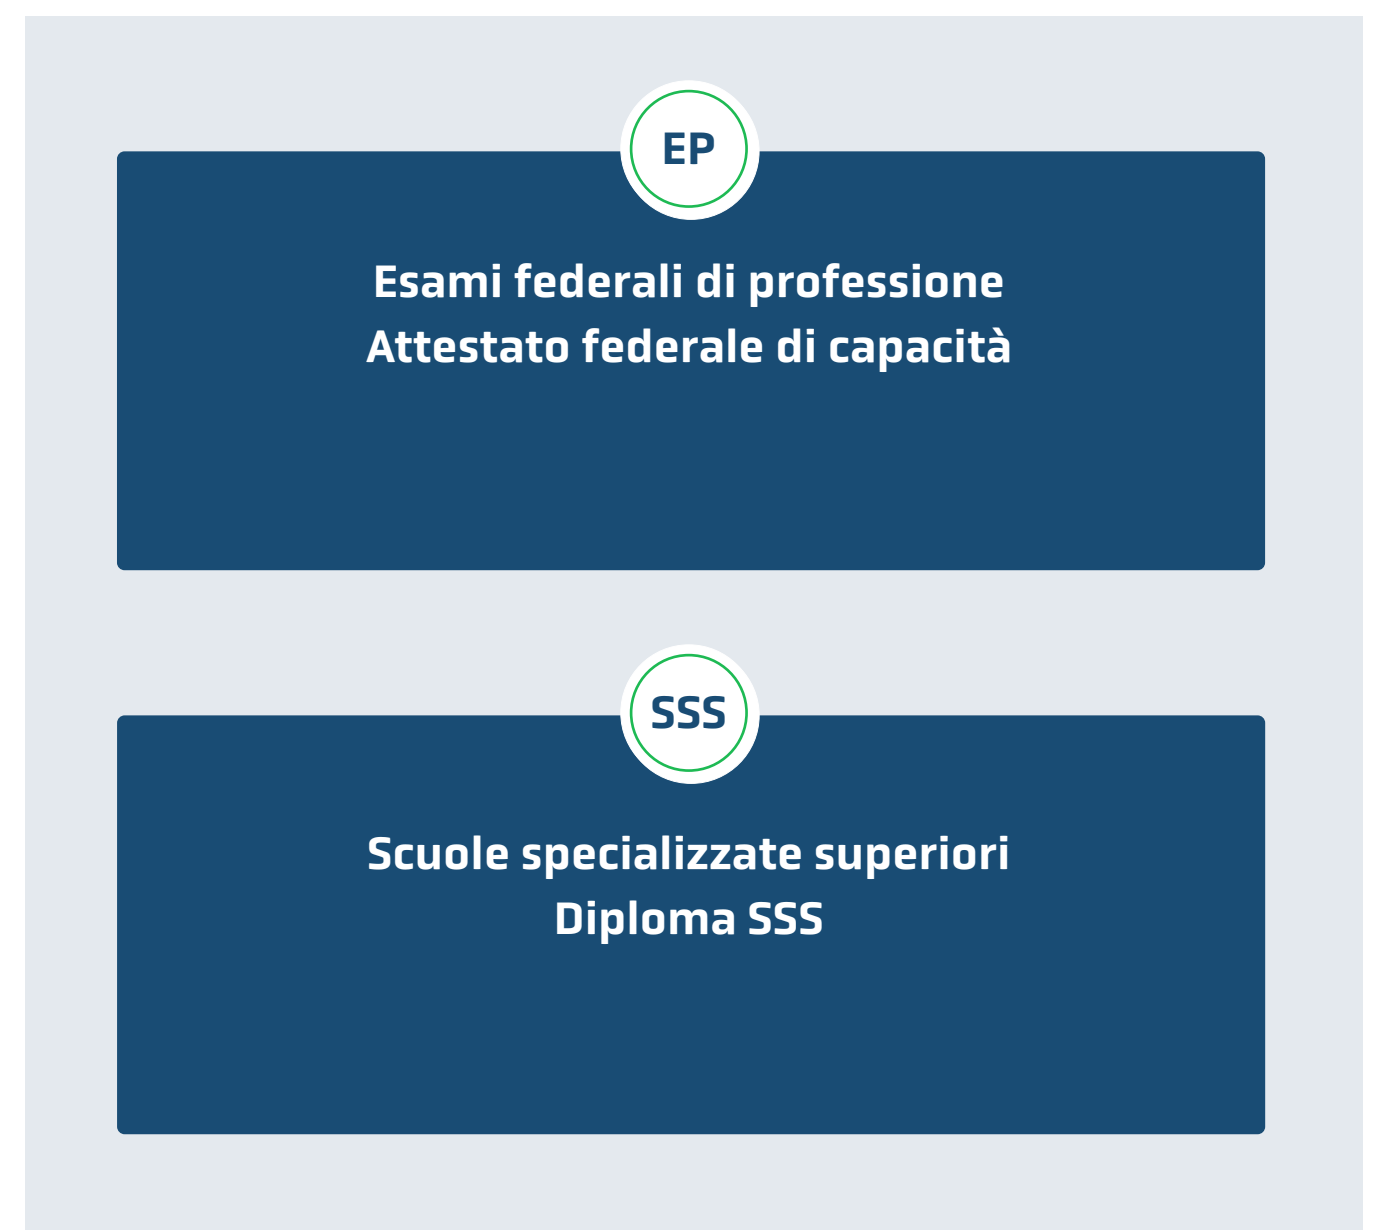 EP
Esami federali di professione
Attestato federale di capacità
SSS
Scuole specializzate superiori
Diploma SSS